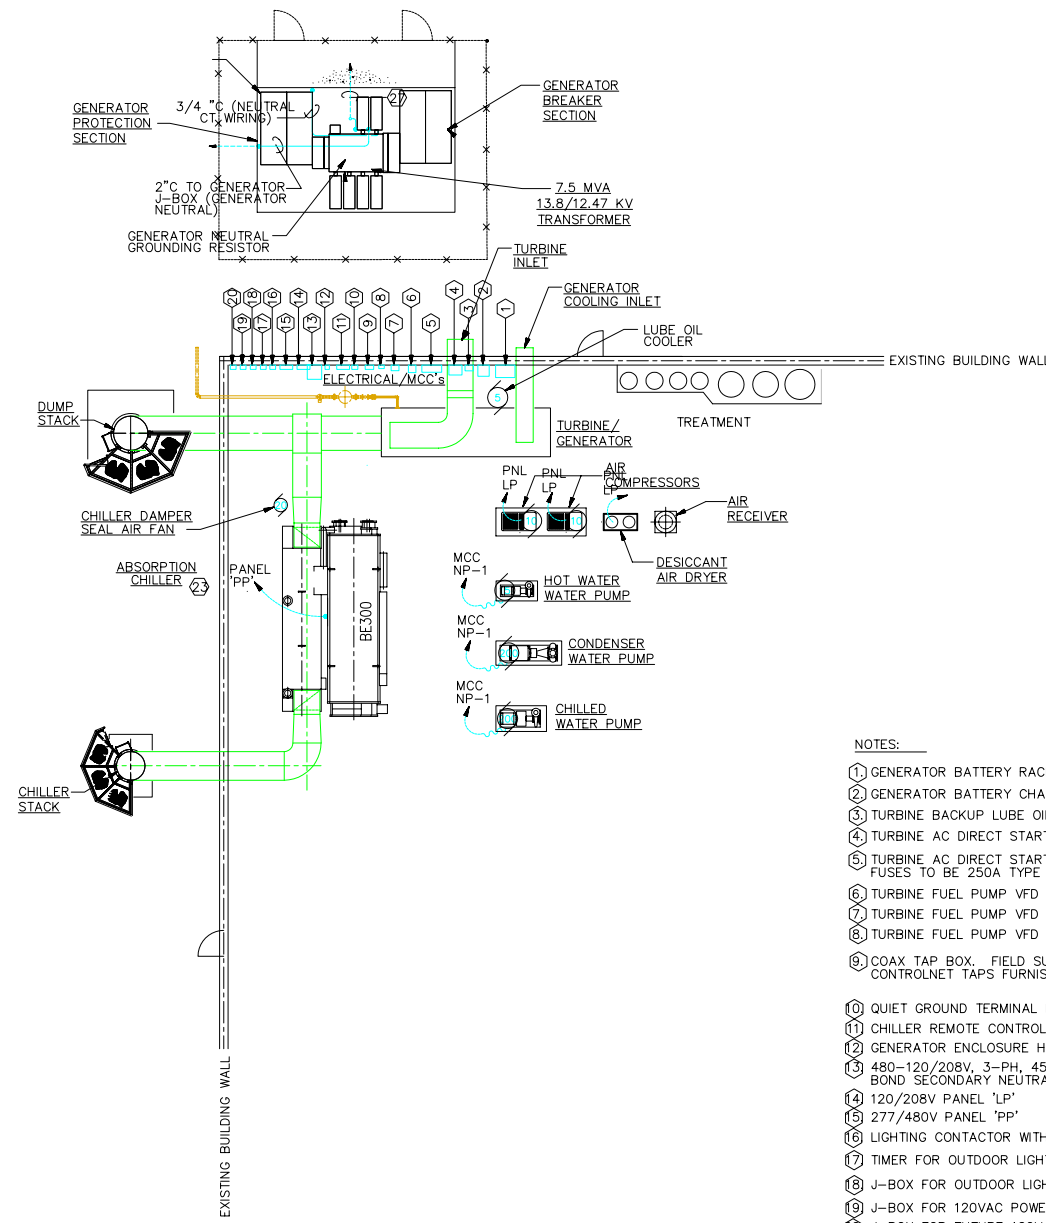 GENERATOR
PROTECTION
SECTION
3/4 "C (NEUTRAL
CT WIRING)
27
GENERATOR
BREAKER
SECTION
2"C TO GENERATOR
J-BOX (GENERATOR
NEUTRAL)
7.5 MVA
13.8/12.47 KV
TRANSFORMER
GENERATOR NEUTRAL
GROUNDING RESISTOR
TURBINE
INLET
GENERATOR
COOLING INLET
20 18 16 14 12 10 8 6 4 2
19 17 15 13 11 9 7 5 3 1
LUBE OIL
COOLER
EXISTING BUILDING WALL
ELECTRICAL/MCC's
5
DUMP
STACK
TREATMENT
TURBINE/
GENERATOR
PNL
LP
PNL
LP
PNL
LP
AIR
COMPRESSORS
10
10
AIR
RECEIVER
CHILLER DAMPER
SEAL AIR FAN
20
DESICCANT
AIR DRYER
ABSORPTION
CHILLER
23
PANEL
'PP'
BE300
MCC
NP-1
HOT WATER
WATER PUMP
MCC
NP-1
200
CONDENSER
WATER PUMP
MCC
NP-1
CHILLED
WATER PUMP
CHILLER
STACK
EXISTING BUILDING WALL
NOTES:
1. GENERATOR BATTERY RAC
2. GENERATOR BATTERY CHA
3. TURBINE BACKUP LUBE OI
4. TURBINE AC DIRECT START
5. TURBINE AC DIRECT START
FUSES TO BE 250A TYPE
6. TURBINE FUEL PUMP VFD
7. TURBINE FUEL PUMP VFD
8. TURBINE FUEL PUMP VFD
9. COAX TAP BOX. FIELD SU
CONTROLNET TAPS FURNIS
10. QUIET GROUND TERMINAL
11. CHILLER REMOTE CONTROL
12. GENERATOR ENCLOSURE H
13. 480-120/208V, 3-PH, 45
BOND SECONDARY NEUTRA
14. 120/208V PANEL 'LP'
15. 277/480V PANEL 'PP'
16. LIGHTING CONTACTOR WITH
17. TIMER FOR OUTDOOR LIGH
18. J-BOX FOR OUTDOOR LIGH
19. J-BOX FOR 120VAC POWE